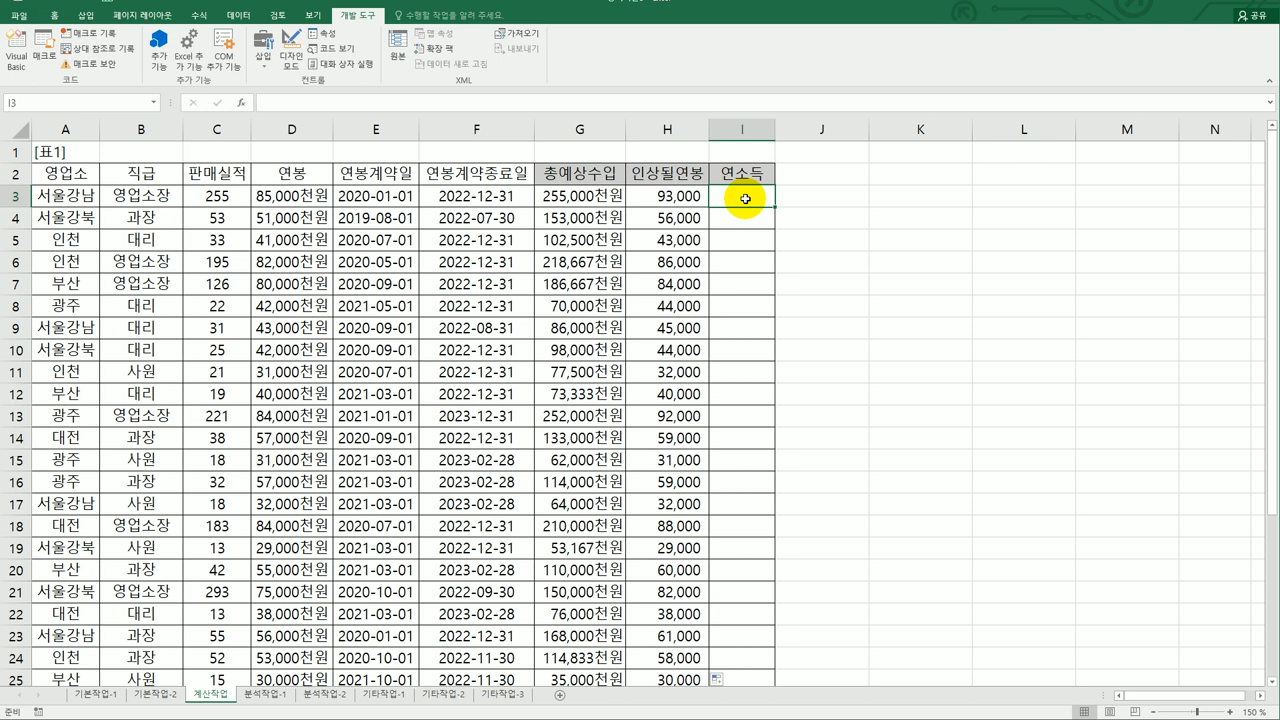 파일 홈 삽입 페이지 레이아웃 수식 데이터 검토 보기 개발 도구 수행할 작업을 알려 주세요. 공유
Visual Basic 매크로 매크로 기록 상대 참조로 기록 매크로 보안 추가 기능 Excel 추가 기능 COM 추가 기능 삽입 디자인 모드 속성 코드 보기 대화 상자 실행 원본 맵 속성 확장 팩 데이터 새로 고침 가져오기 내보내기
코드 추가 기능 컨트롤 XML
I3 fx
A B C D E F G H I J K L M N
1 [표1]
2 영업소 직급 판매실적 연봉 연봉계약일 연봉계약종료일 총예상수입 인상될연봉 연소득
3 서울강남 영업소장 255 85,000천원 2020-01-01 2022-12-31 255,000천원 93,000
4 서울강북 과장 53 51,000천원 2019-08-01 2022-07-30 153,000천원 56,000
5 인천 대리 33 41,000천원 2020-07-01 2022-12-31 102,500천원 43,000
6 인천 영업소장 195 82,000천원 2020-05-01 2022-12-31 218,667천원 86,000
7 부산 영업소장 126 80,000천원 2020-09-01 2022-12-31 186,667천원 84,000
8 광주 대리 22 42,000천원 2021-05-01 2022-12-31 70,000천원 44,000
9 서울강남 대리 31 43,000천원 2020-09-01 2022-08-31 86,000천원 45,000
10 서울강북 대리 25 42,000천원 2020-09-01 2022-12-31 98,000천원 44,000
11 인천 사원 21 31,000천원 2020-07-01 2022-12-31 77,500천원 32,000
12 부산 대리 19 40,000천원 2021-03-01 2022-12-31 73,333천원 40,000
13 광주 영업소장 221 84,000천원 2021-01-01 2023-12-31 252,000천원 92,000
14 대전 과장 38 57,000천원 2020-09-01 2022-12-31 133,000천원 59,000
15 광주 사원 18 31,000천원 2021-03-01 2023-02-28 62,000천원 31,000
16 광주 과장 32 57,000천원 2021-03-01 2023-02-28 114,000천원 59,000
17 서울강남 사원 18 32,000천원 2021-03-01 2023-02-28 64,000천원 32,000
18 대전 영업소장 183 84,000천원 2020-07-01 2022-12-31 210,000천원 88,000
19 서울강북 사원 13 29,000천원 2021-03-01 2022-12-31 53,167천원 29,000
20 부산 과장 42 55,000천원 2021-03-01 2023-02-28 110,000천원 60,000
21 서울강북 영업소장 293 75,000천원 2020-10-01 2022-09-30 150,000천원 82,000
22 대전 대리 13 38,000천원 2021-03-01 2023-02-28 76,000천원 38,000
23 서울강남 과장 55 56,000천원 2020-01-01 2022-12-31 168,000천원 61,000
24 인천 과장 52 53,000천원 2020-10-01 2022-11-30 114,833천원 58,000
25 부산 사원 15 30,000천원 2021-10-01 2022-11-30 35,000천원 30,000
기본작업-1 기본작업-2 계산작업 분석작업-1 분석작업-2 기타작업-1 기타작업-2 기타작업-3
준비 150 %